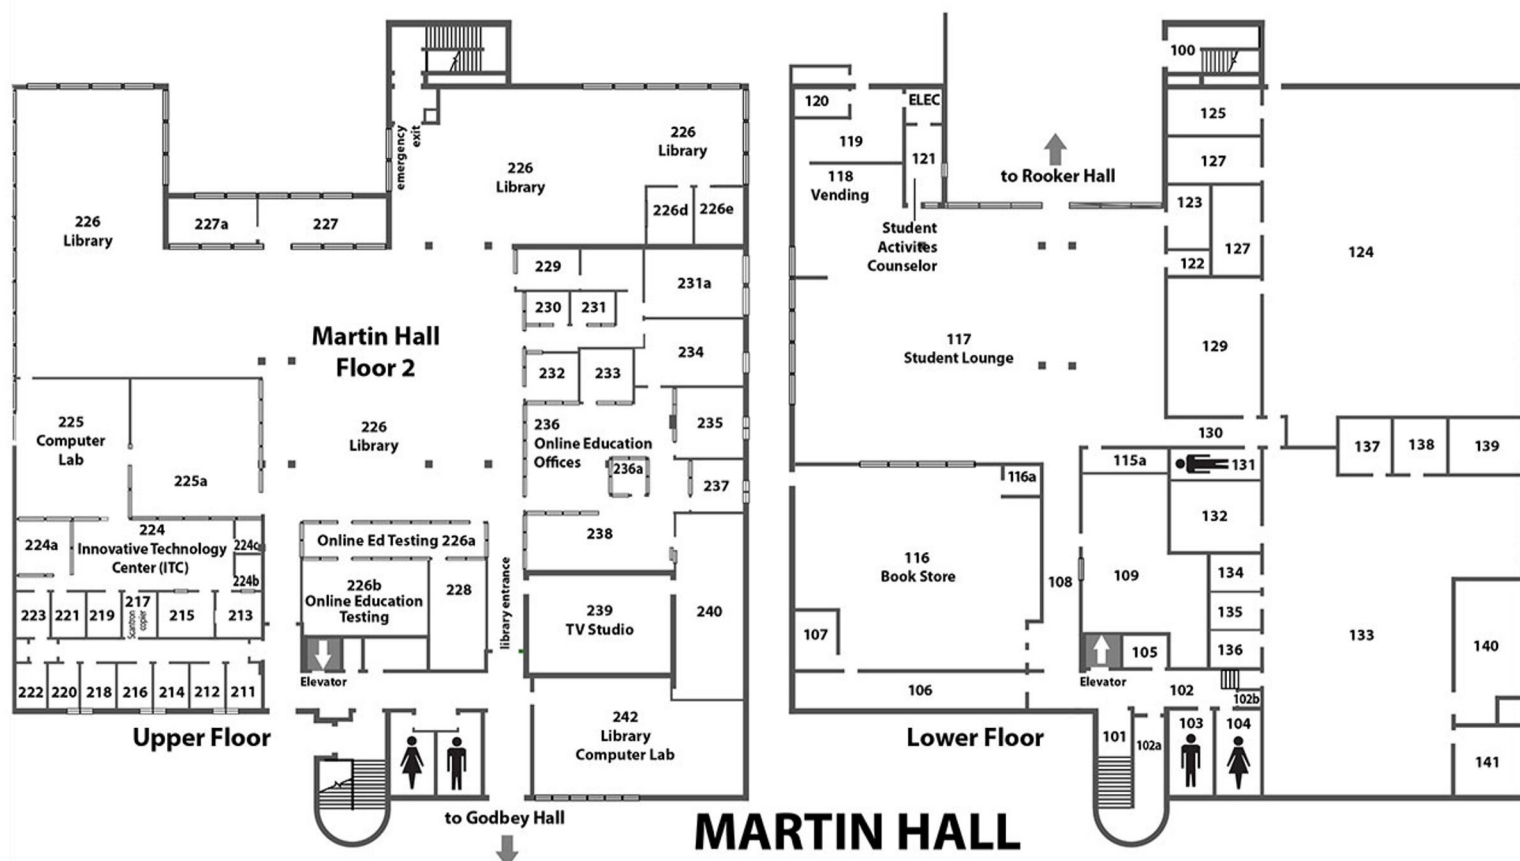 emergency
exit
226
Library
226
Library
226
Library
227a
227
226d
226e
229
231a
230
231
Martin Hall
Floor 2
234
232
233
225
Computer
Lab
226
Library
236
Online Education
Offices
235
236a
237
225a
224
Innovative Technology
Center (ITC)
224a
224c
224b
Online Ed Testing 226a
238
226b
Online Education
Testing
228
library entrance
239
TV Studio
240
223
221
219
217
Scantron
copier
215
213
222
220
218
216
214
212
211
Elevator
242
Library
Computer Lab
Upper Floor
to Godbey Hall
100
120
ELEC
119
121
118
Vending
to Rooker Hall
125
127
123
127
122
124
Student
Activites
Counselor
117
Student Lounge
129
130
137
138
139
115a
131
116a
132
116
Book Store
108
109
134
135
136
133
140
107
105
Elevator
106
102
102b
101
102a
103
104
141
Lower Floor
MARTIN HALL